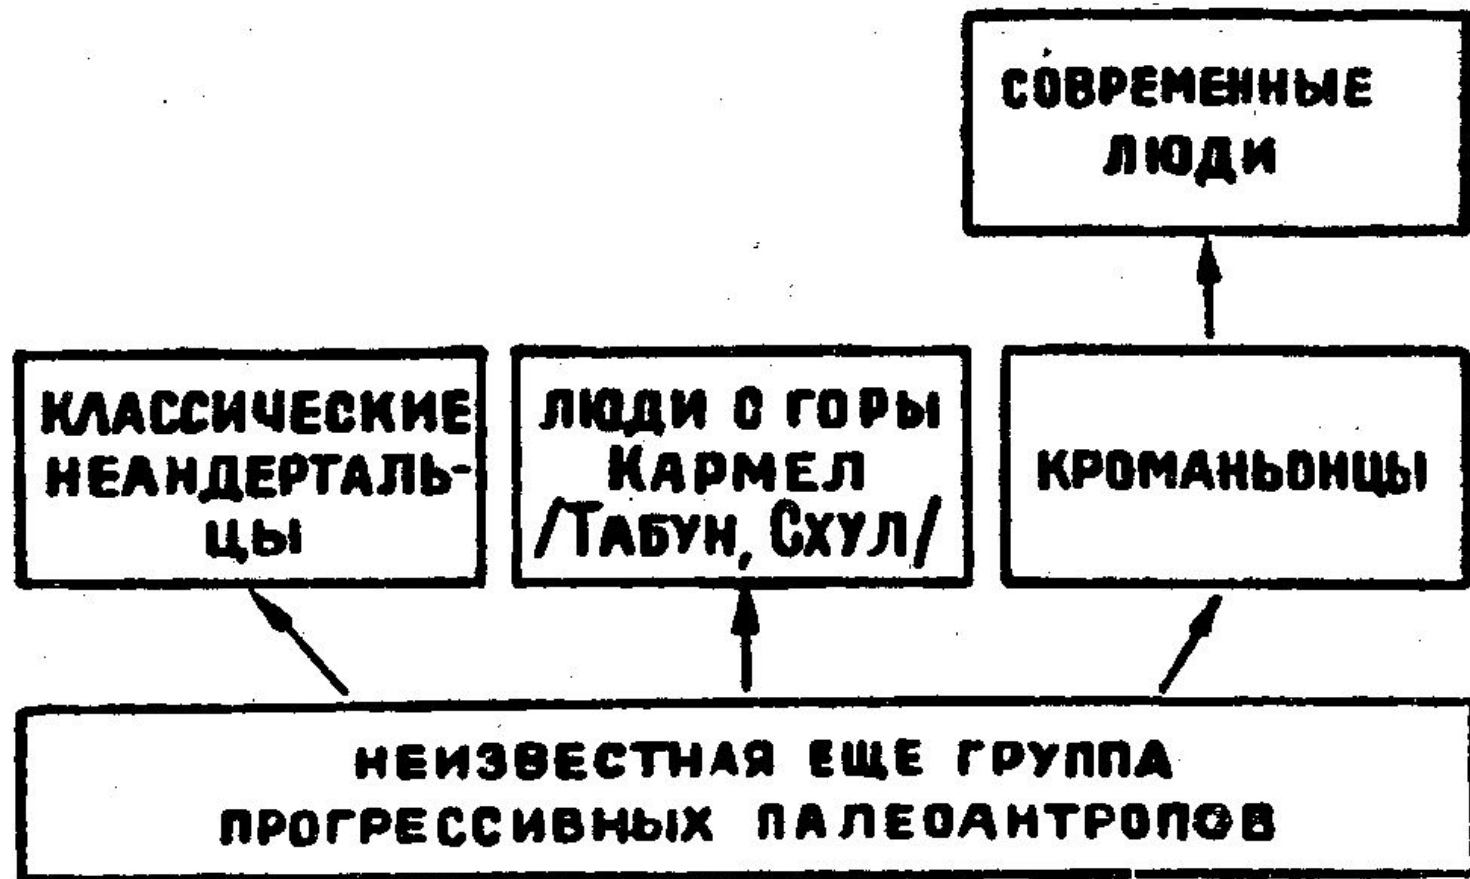 СОВРЕМЕННЫЕ
ЛЮДИ
КЛАССИЧЕСКИЕ
НЕАНДЕРТАЛЬ-
ЦЫ
ЛЮДИ С ГОРЫ
КАРМЕЛ
/ТАБУН, СХУЛ/
КРОМАНЬОНЦЫ
НЕИЗВЕСТНАЯ ЕЩЕ ГРУППА
ПРОГРЕССИВНЫХ ПАЛЕОАНТРОПОВ